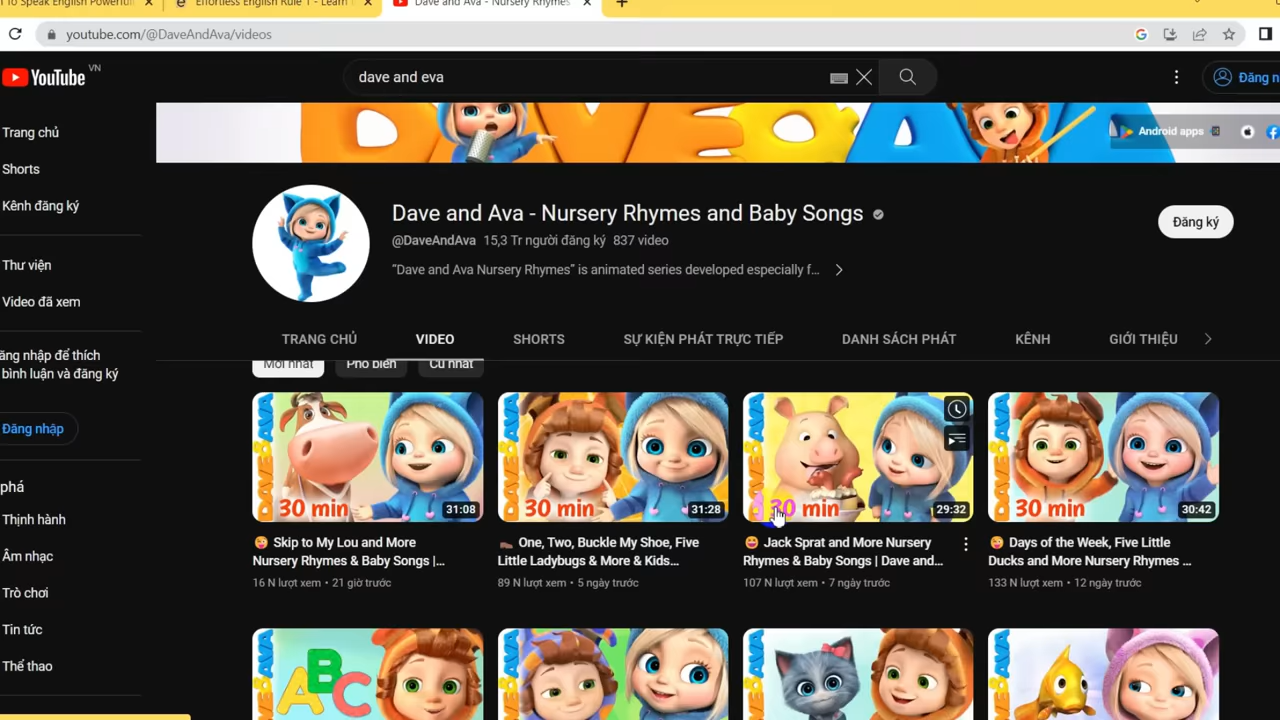 To Speak English Powerful
Effortless English Rule 1 - Learn
Dave and Ava - Nursery Rhymes
youtube.com/@DaveAndAva/videos
YouTube VN
dave and eva
Đăng n
Trang chủ
Shorts
Kênh đăng ký
Thư viện
Video đã xem
ăng nhập để thích
bình luận và đăng ký
Đăng nhập
phá
Thịnh hành
Âm nhạc
Trò chơi
Tin tức
Thể thao
Android apps
Dave and Ava - Nursery Rhymes and Baby Songs
@DaveAndAva 15,3 Tr người đăng ký 837 video
“Dave and Ava Nursery Rhymes” is animated series developed especially f...
Đăng ký
TRANG CHỦ VIDEO SHORTS SỰ KIỆN PHÁT TRỰC TIẾP DANH SÁCH PHÁT KÊNH GIỚI THIỆU
Mới nhất Phổ biến Cũ nhất
30 min 31:08
30 min 31:28
30 min 29:32
30 min 30:42
Skip to My Lou and More
Nursery Rhymes & Baby Songs |...
16 N lượt xem • 21 giờ trước
One, Two, Buckle My Shoe, Five
Little Ladybugs & More & Kids...
89 N lượt xem • 5 ngày trước
Jack Sprat and More Nursery
Rhymes & Baby Songs | Dave and...
107 N lượt xem • 7 ngày trước
Days of the Week, Five Little
Ducks and More Nursery Rhymes ...
133 N lượt xem • 12 ngày trước
ABC